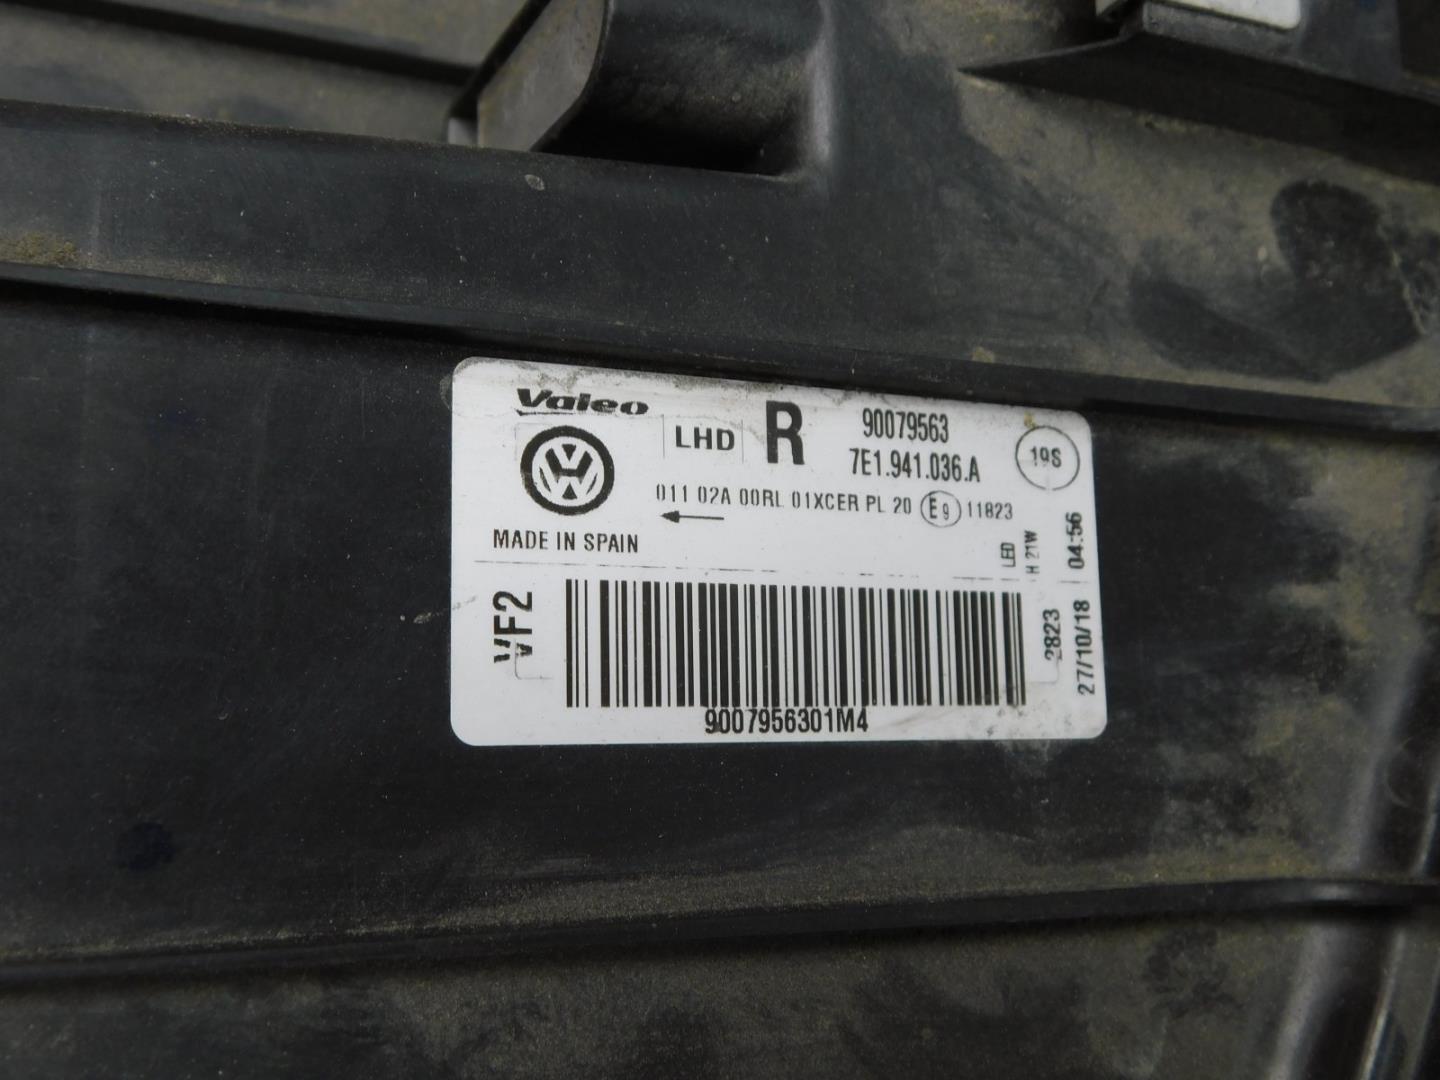 Valeo
LHD
R
90079563
7E1.941.036.A
19S
011 02A 00RL 01XCER PL 20 E9 11823
MADE IN SPAIN
LED
H 21W
04:56
VF2
2823
27/10/18
9007956301M4